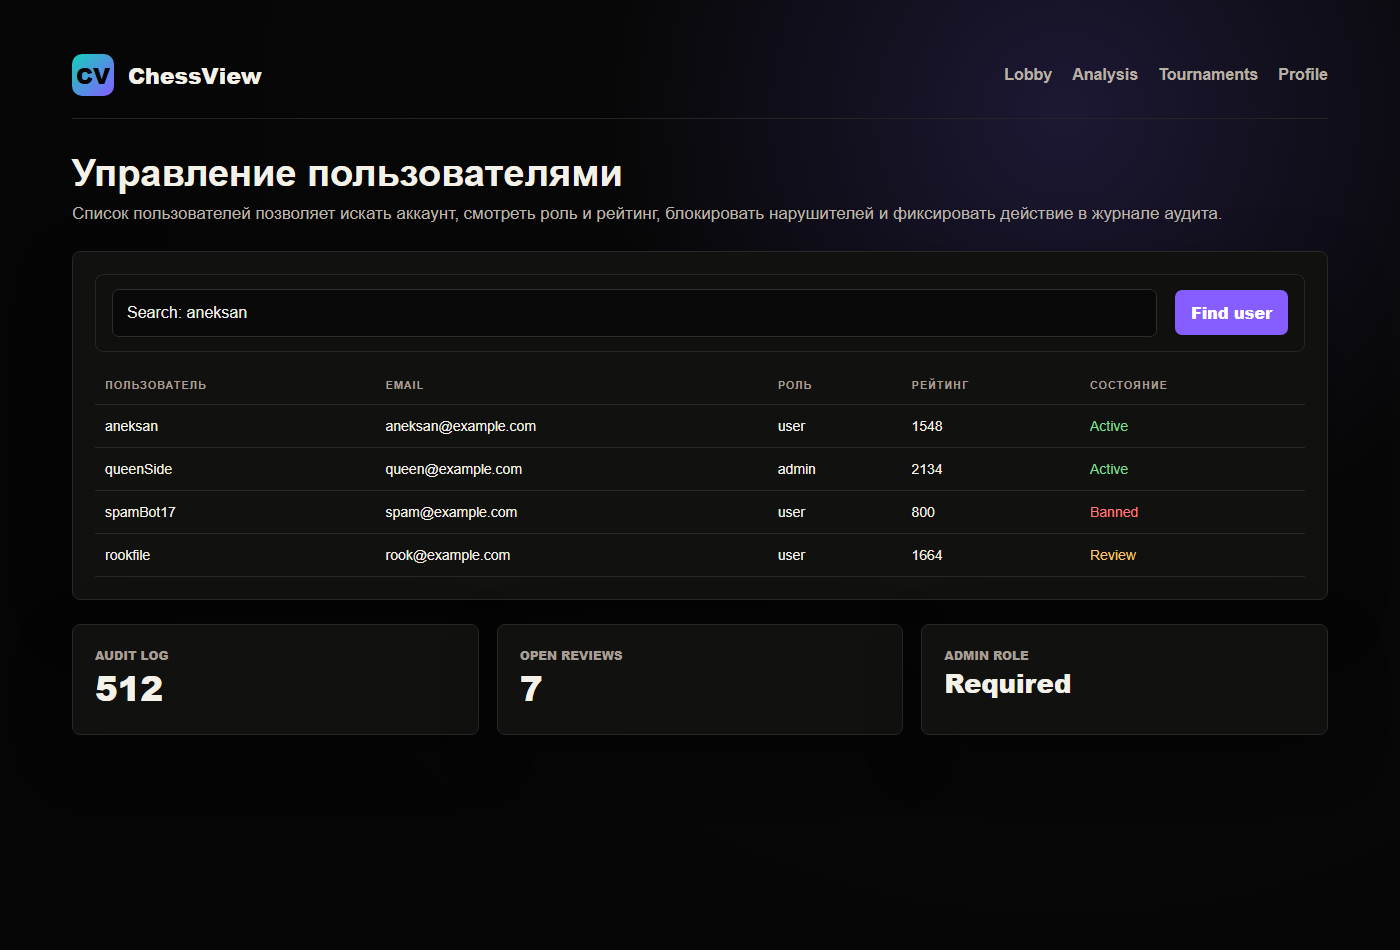 CV ChessView Lobby Analysis Tournaments Profile
Управление пользователями
Список пользователей позволяет искать аккаунт, смотреть роль и рейтинг, блокировать нарушителей и фиксировать действие в журнале аудита.
Search: aneksan Find user
ПОЛЬЗОВАТЕЛЬ EMAIL РОЛЬ РЕЙТИНГ СОСТОЯНИЕ
aneksan aneksan@example.com user 1548 Active
queenSide queen@example.com admin 2134 Active
spamBot17 spam@example.com user 800 Banned
rookfile rook@example.com user 1664 Review
AUDIT LOG OPEN REVIEWS ADMIN ROLE
512 7 Required